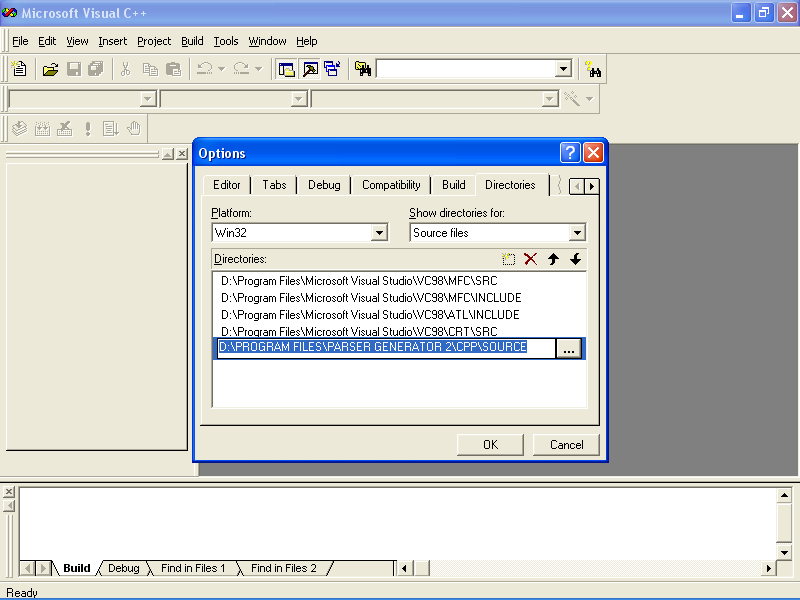 Microsoft Visual C++
File Edit View Insert Project Build Tools Window Help
Options
Editor Tabs Debug Compatibility Build Directories
Platform: Show directories for:
Win32 Source files
Directories:
D:\Program Files\Microsoft Visual Studio\VC98\MFC\SRC
D:\Program Files\Microsoft Visual Studio\VC98\MFC\INCLUDE
D:\Program Files\Microsoft Visual Studio\VC98\ATL\INCLUDE
D:\Program Files\Microsoft Visual Studio\VC98\CRT\SRC
D:\PROGRAM FILES\PARSER GENERATOR 2\CPP\SOURCE ...
OK Cancel
Build Debug Find in Files 1 Find in Files 2
Ready